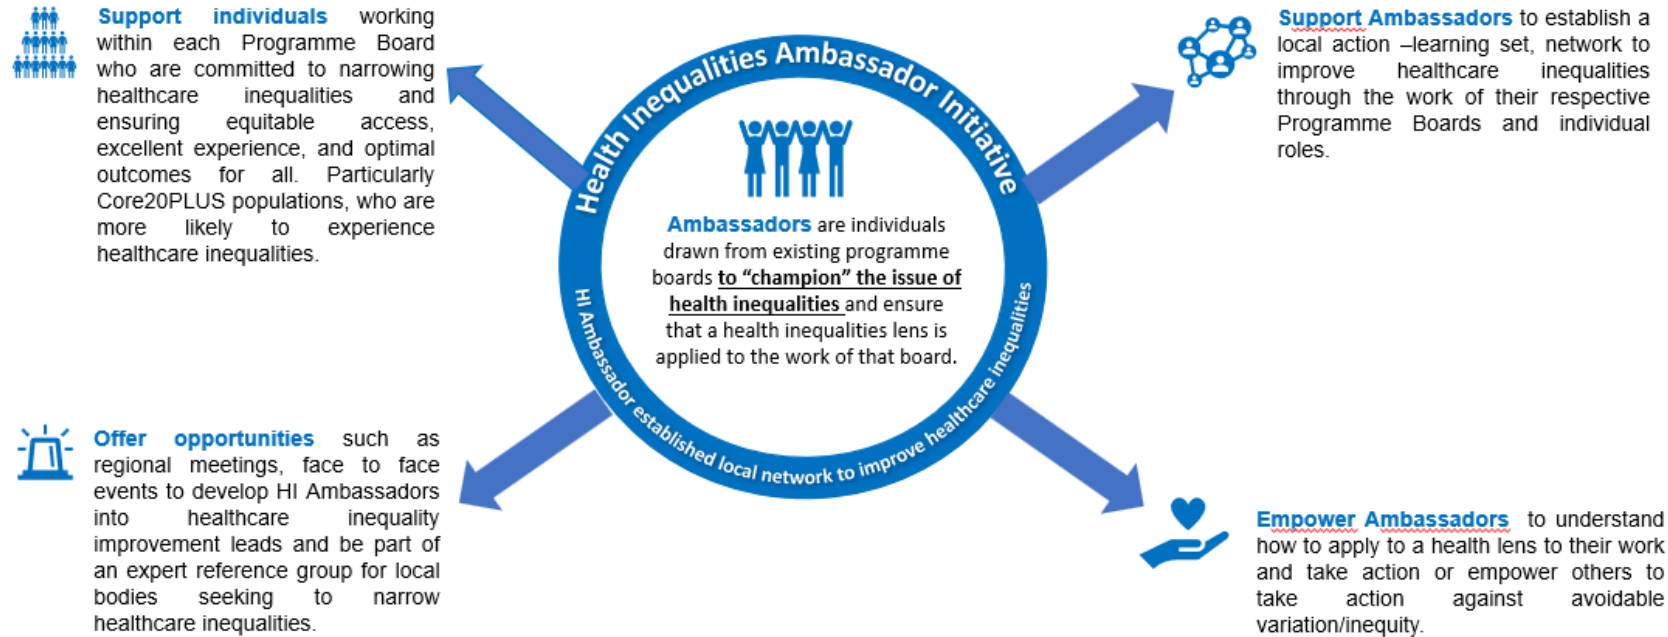 Support individuals working
within each Programme Board
who are committed to narrowing
healthcare inequalities and
ensuring equitable access,
excellent experience, and optimal
outcomes for all. Particularly
Core20PLUS populations, who are
more likely to experience
healthcare inequalities.
Health Inequalities Ambassador Initiative
Ambassadors are individuals
drawn from existing programme
boards to “champion” the issue of
health inequalities and ensure
that a health inequalities lens is
applied to the work of that board.
HI Ambassador established local network to improve healthcare inequalities
Support Ambassadors to establish a
local action –learning set, network to
improve healthcare inequalities
through the work of their respective
Programme Boards and individual
roles.
Offer opportunities such as
regional meetings, face to face
events to develop HI Ambassadors
into healthcare inequality
improvement leads and be part of
an expert reference group for local
bodies seeking to narrow
healthcare inequalities.
Empower Ambassadors to understand
how to apply to a health lens to their work
and take action or empower others to
take action against avoidable
variation/inequity.